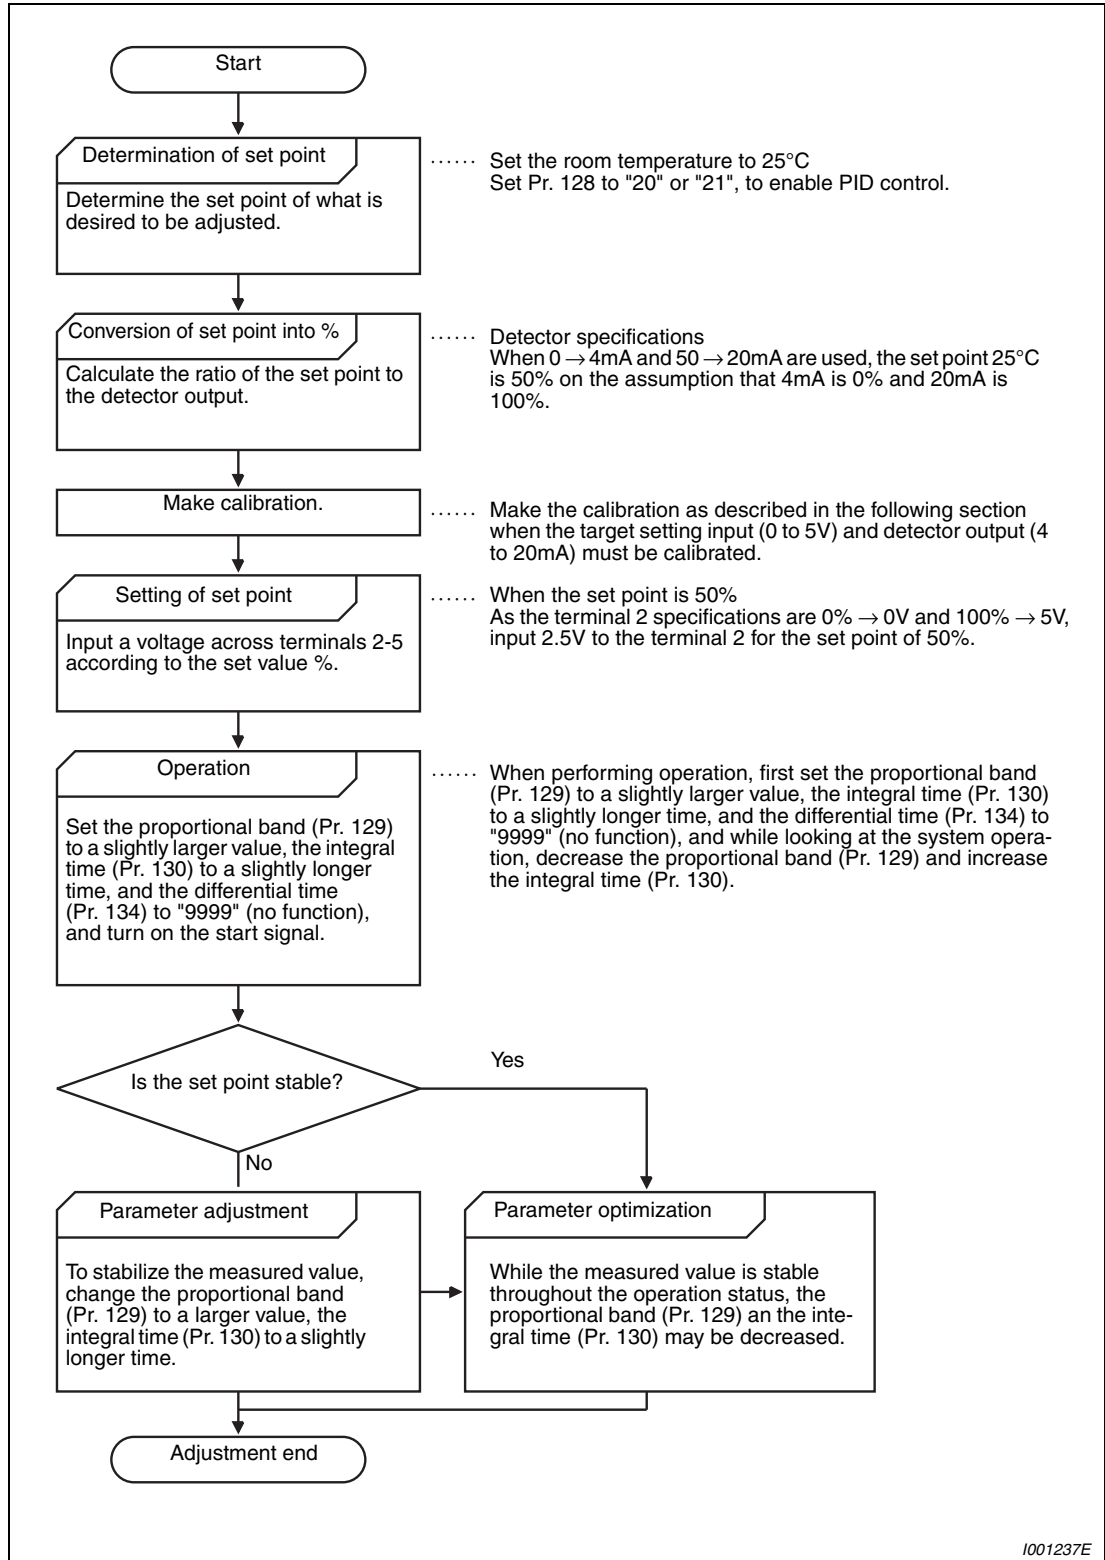 Start
Determination of set point
Determine the set point of what is
desired to be adjusted.
...... Set the room temperature to 25°C
Set Pr. 128 to "20" or "21", to enable PID control.
Conversion of set point into %
Calculate the ratio of the set point to
the detector output.
...... Detector specifications
When 0 → 4mA and 50 → 20mA are used, the set point 25°C
is 50% on the assumption that 4mA is 0% and 20mA is
100%.
Make calibration.
...... Make the calibration as described in the following section
when the target setting input (0 to 5V) and detector output (4
to 20mA) must be calibrated.
Setting of set point
Input a voltage across terminals 2-5
according to the set value %.
...... When the set point is 50%
As the terminal 2 specifications are 0% → 0V and 100% → 5V,
input 2.5V to the terminal 2 for the set point of 50%.
Operation
Set the proportional band (Pr. 129)
to a slightly larger value, the integral
time (Pr. 130) to a slightly longer
time, and the differential time
(Pr. 134) to "9999" (no function),
and turn on the start signal.
...... When performing operation, first set the proportional band
(Pr. 129) to a slightly larger value, the integral time (Pr. 130)
to a slightly longer time, and the differential time (Pr. 134) to
"9999" (no function), and while looking at the system opera-
tion, decrease the proportional band (Pr. 129) and increase
the integral time (Pr. 130).
Is the set point stable?
Yes
No
Parameter adjustment
To stabilize the measured value,
change the proportional band
(Pr. 129) to a larger value, the
integral time (Pr. 130) to a slightly
longer time.
Parameter optimization
While the measured value is stable
throughout the operation status, the
proportional band (Pr. 129) an the inte-
gral time (Pr. 130) may be decreased.
Adjustment end
I001237E